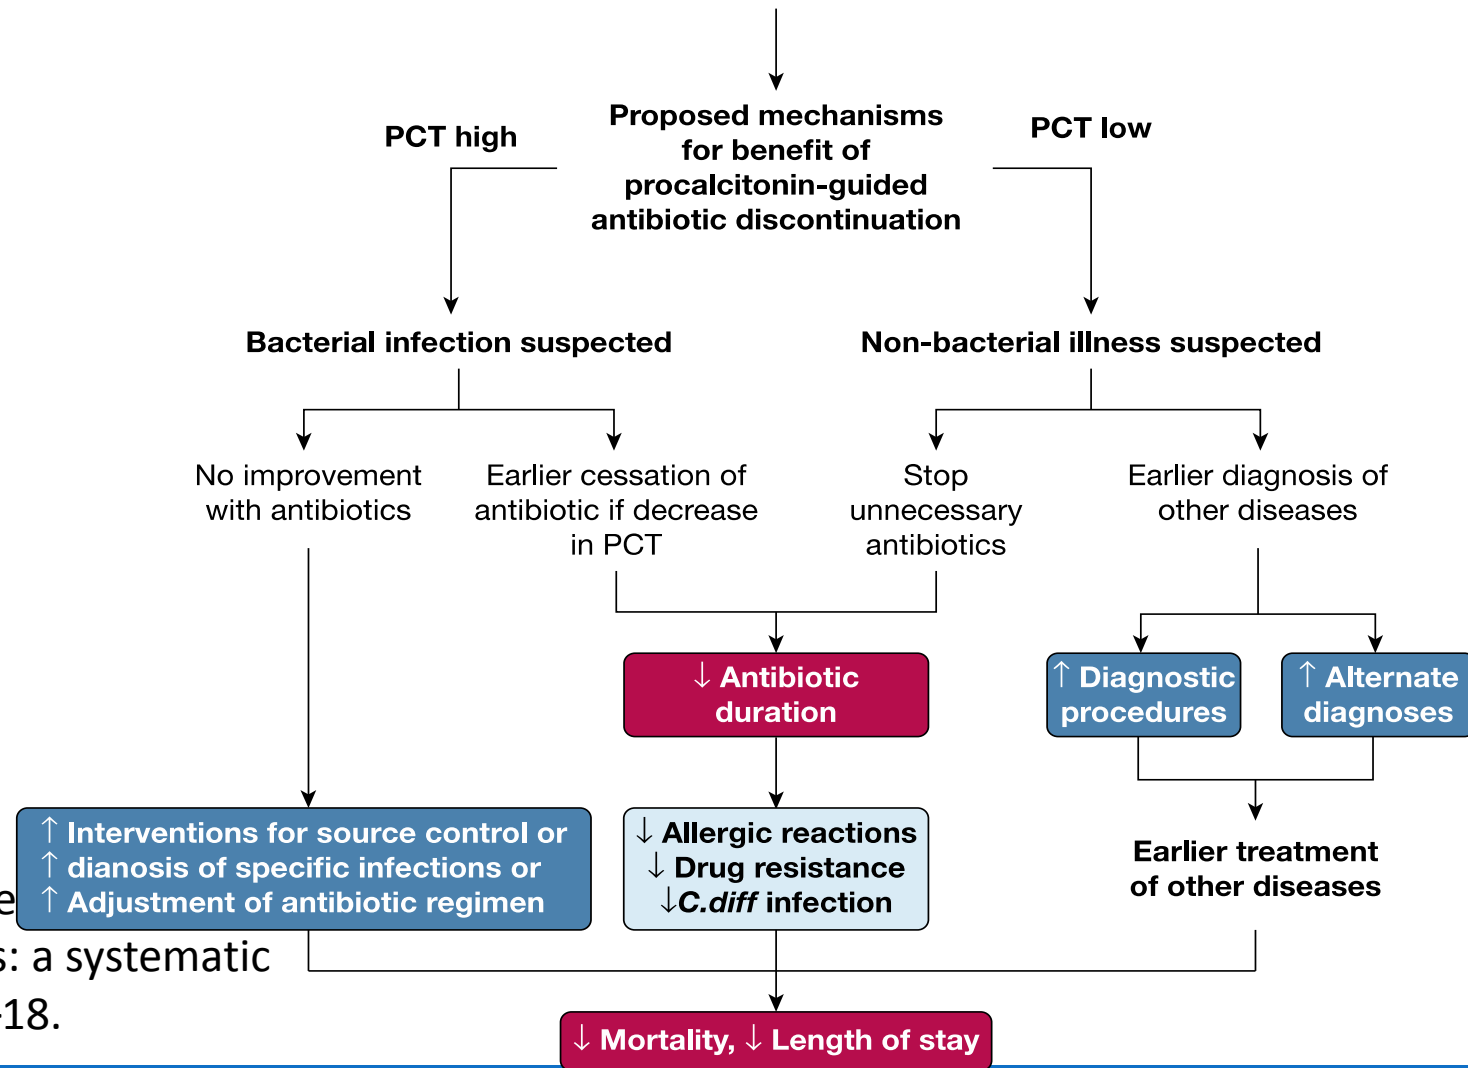 PCT high
Proposed mechanisms
for benefit of
procalcitonin-guided
antibiotic discontinuation
PCT low
Bacterial infection suspected
Non-bacterial illness suspected
No improvement
with antibiotics
Earlier cessation of
antibiotic if decrease
in PCT
Stop
unnecessary
antibiotics
Earlier diagnosis of
other diseases
↓ Antibiotic
duration
↑ Diagnostic
procedures
↑ Alternate
diagnoses
↑ Interventions for source control or
↑ dianosis of specific infections or
↑ Adjustment of antibiotic regimen
↓ Allergic reactions
↓ Drug resistance
↓C.diff infection
Earlier treatment
of other diseases
e
s: a systematic
-18.
↓ Mortality, ↓ Length of stay